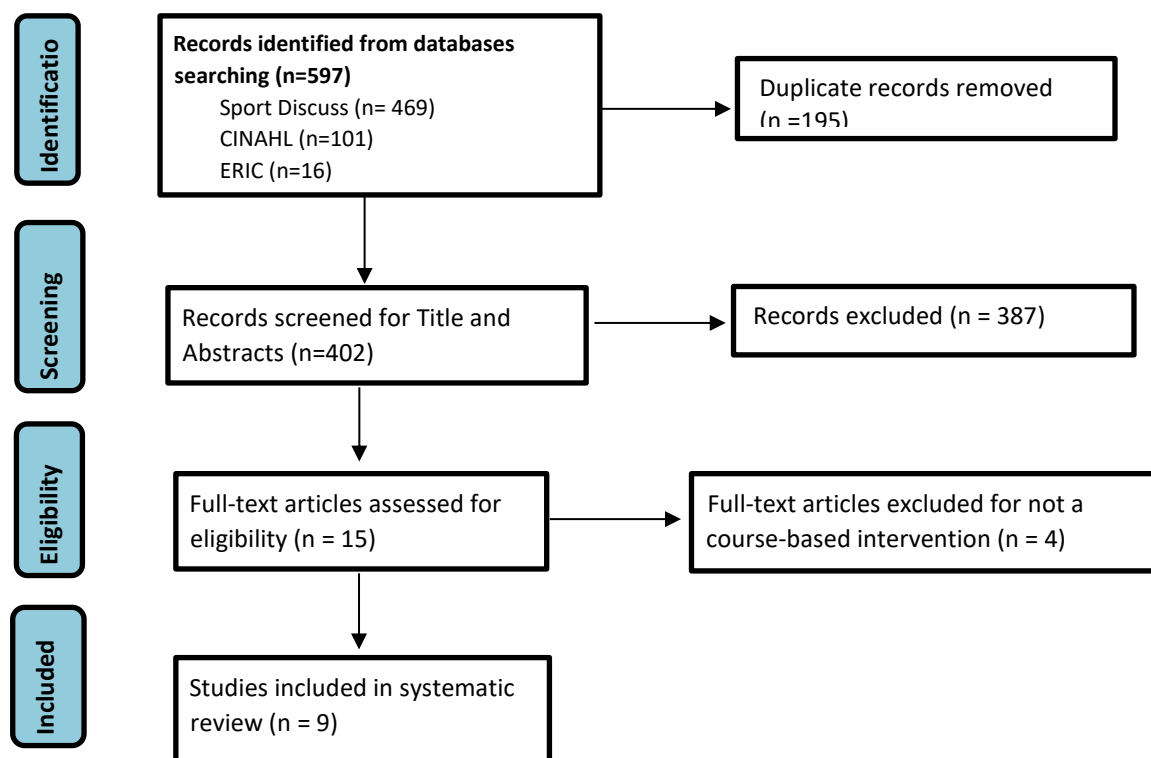 Identificatio
Records identified from databases
searching (n=597)
Sport Discuss (n= 469)
CINAHL (n=101)
ERIC (n=16)
Duplicate records removed
(n =195)
Screening
Records screened for Title and
Abstracts (n=402)
Records excluded (n = 387)
Eligibility
Full-text articles assessed for
eligibility (n = 15)
Full-text articles excluded for not a
course-based intervention (n = 4)
Included
Studies included in systematic
review (n = 9)